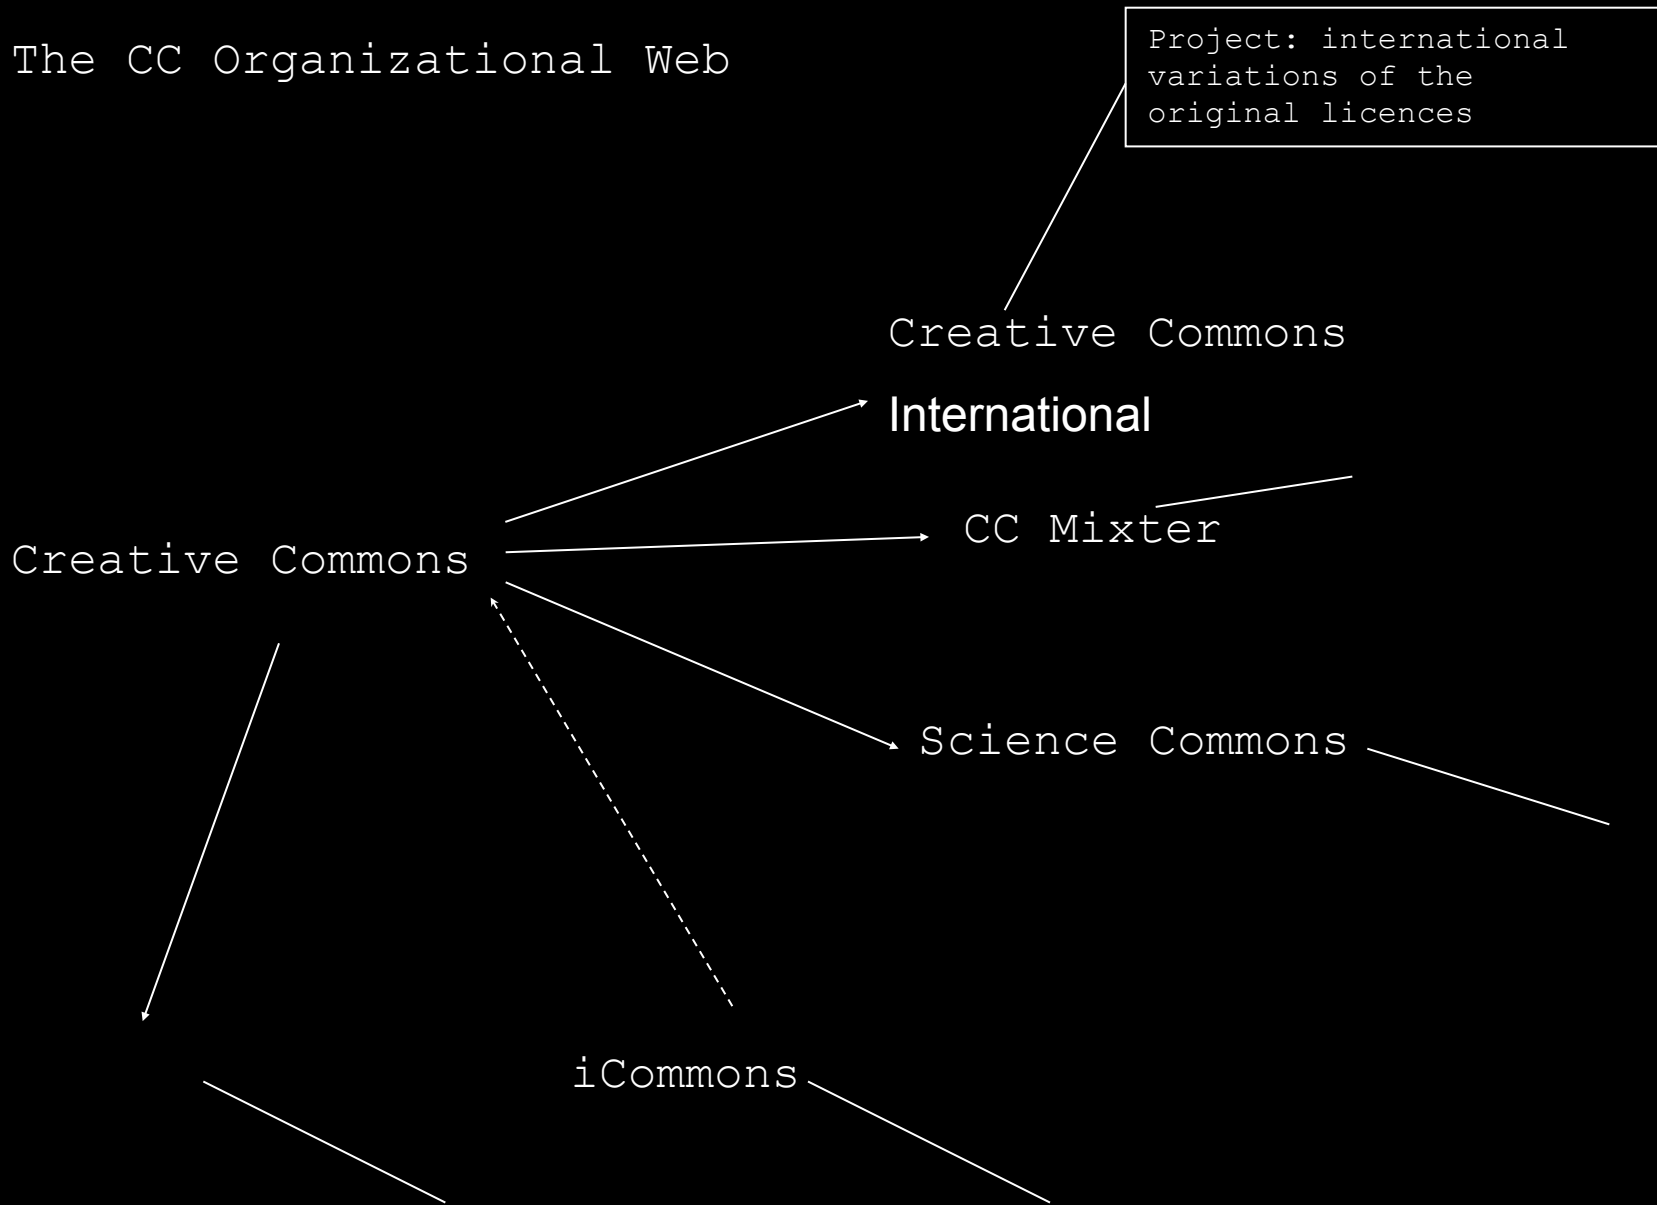 The CC Organizational Web
Project: international
variations of the
original licences
Creative Commons
International
CC Mixter
Creative Commons
Science Commons
iCommons